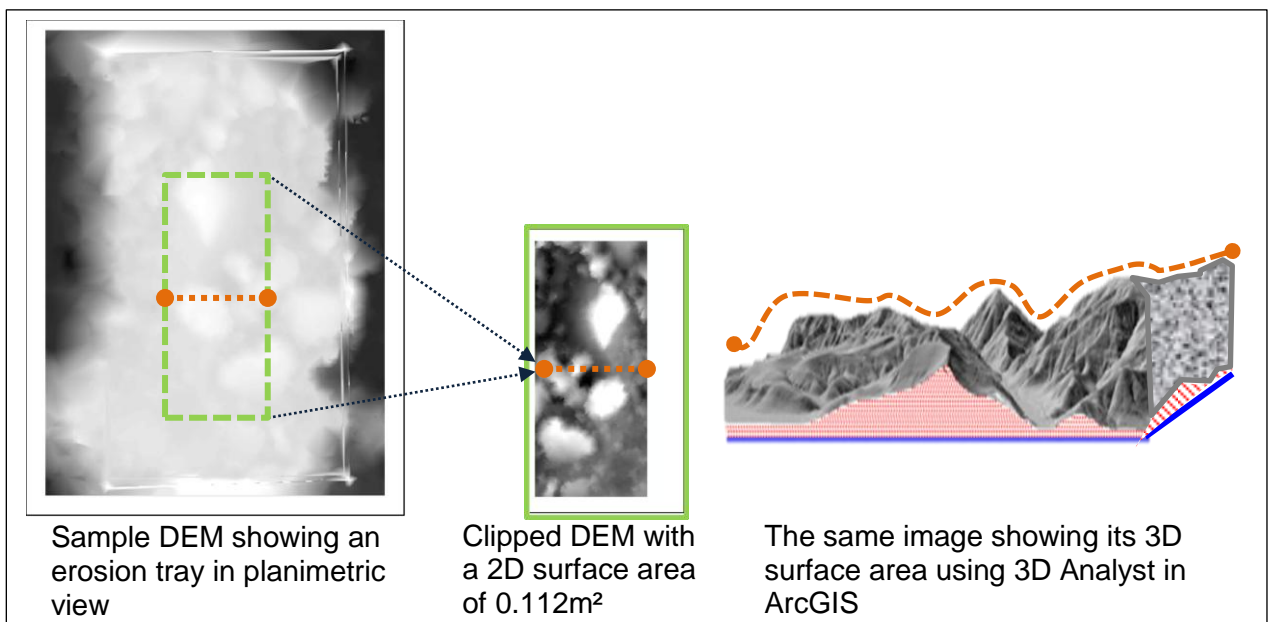 Sample DEM showing an
erosion tray in planimetric
view
Clipped DEM with
a 2D surface area
of 0.112m²
The same image showing its 3D
surface area using 3D Analyst in
ArcGIS